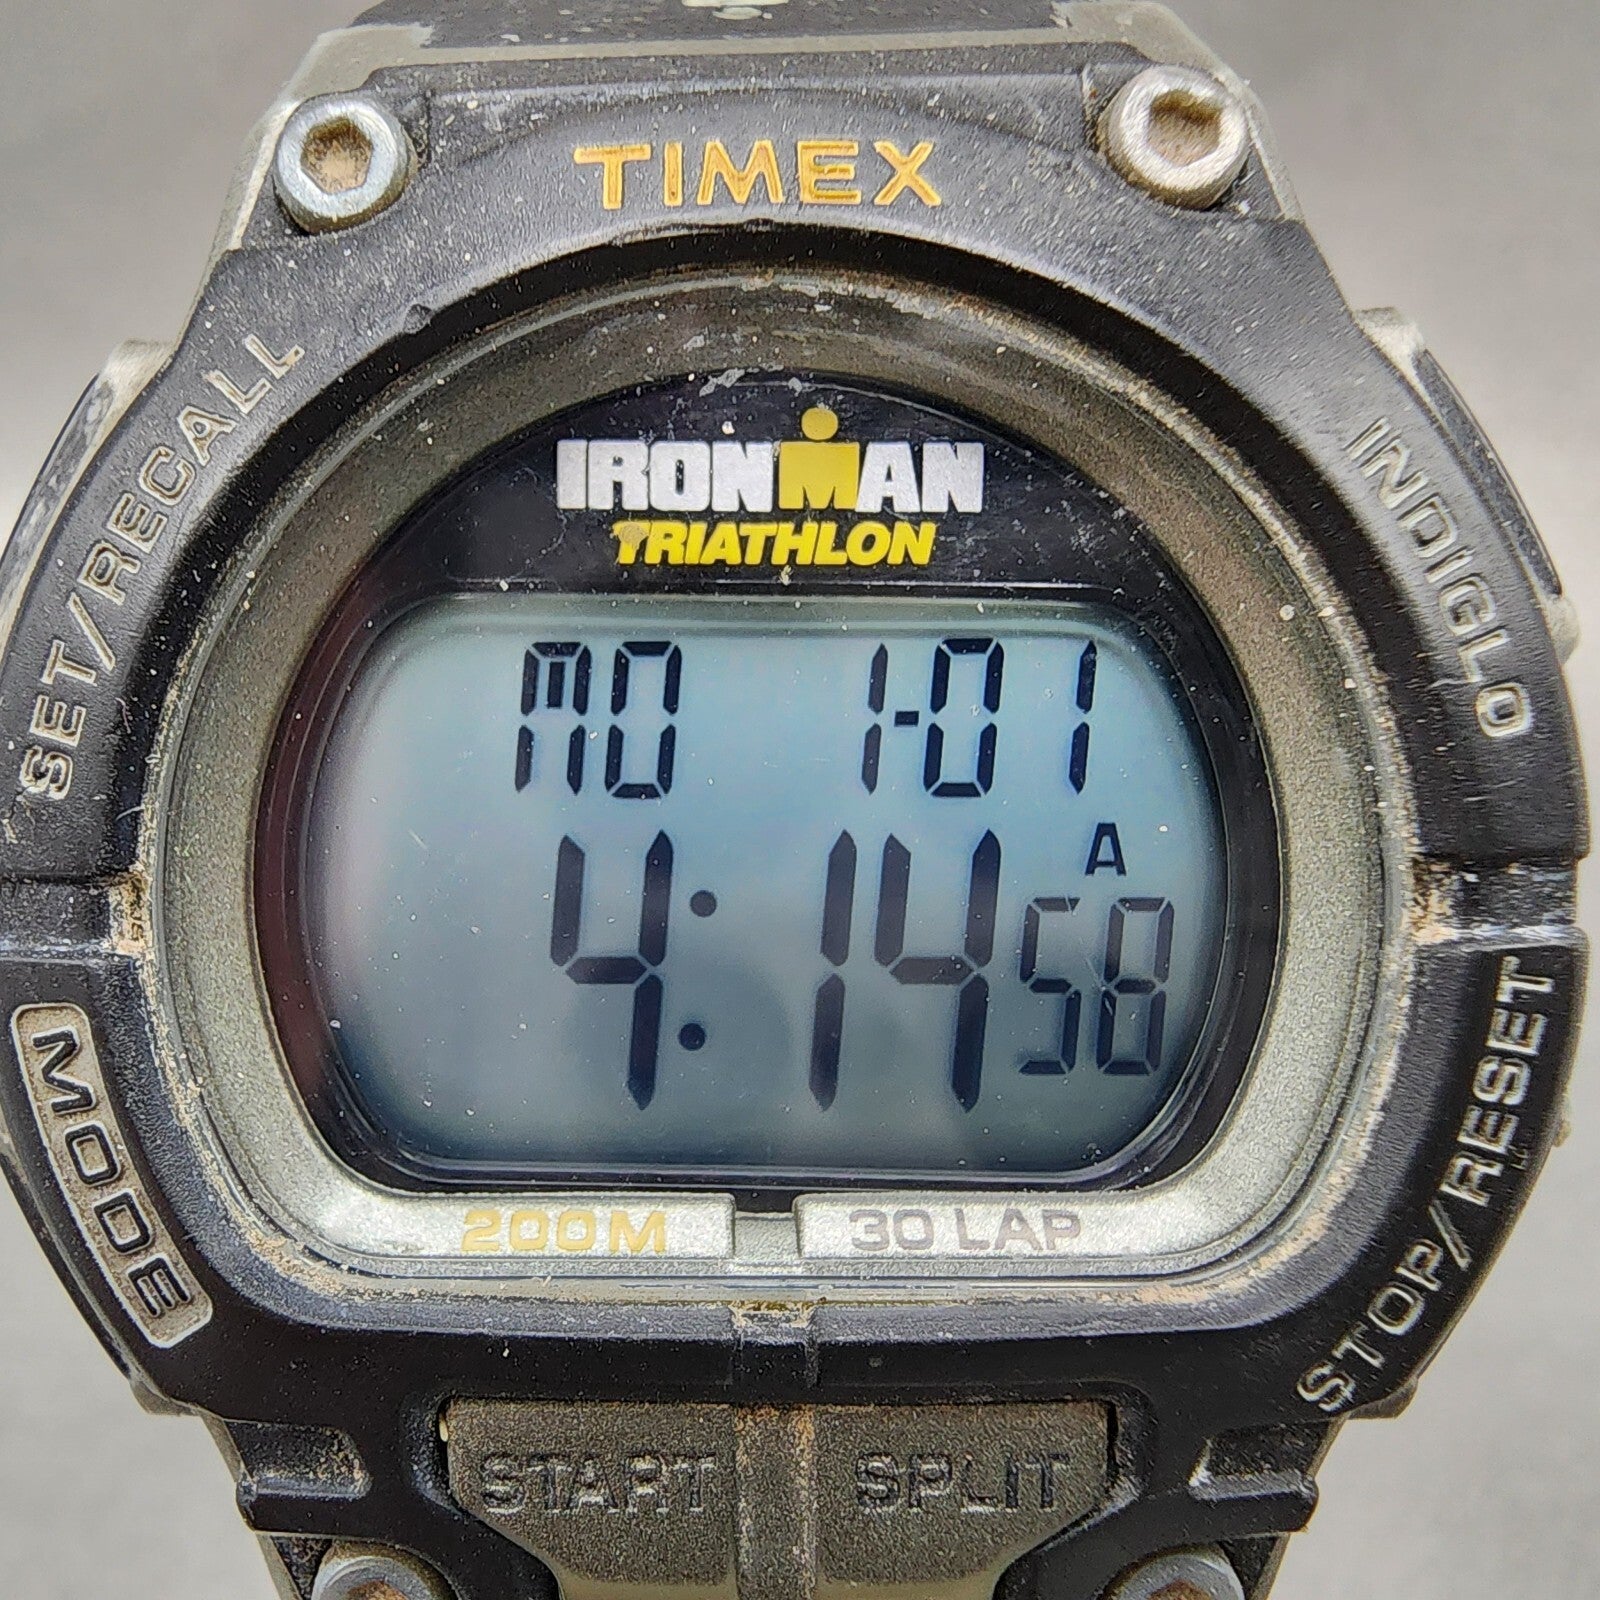 TIMEX
SET/RECALL
INDIGLO
IRONMAN
TRIATHLON
MO 1-01
A
4:14 58
MODE
STOP/RESET
200M
30 LAP
START
SPLIT